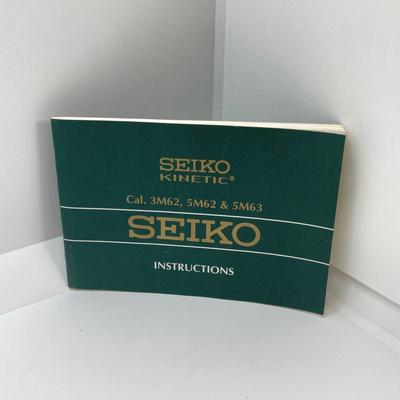 SEIKO
KINETIC®
Cal. 3M62, 5M62 & 5M63
SEIKO
INSTRUCTIONS